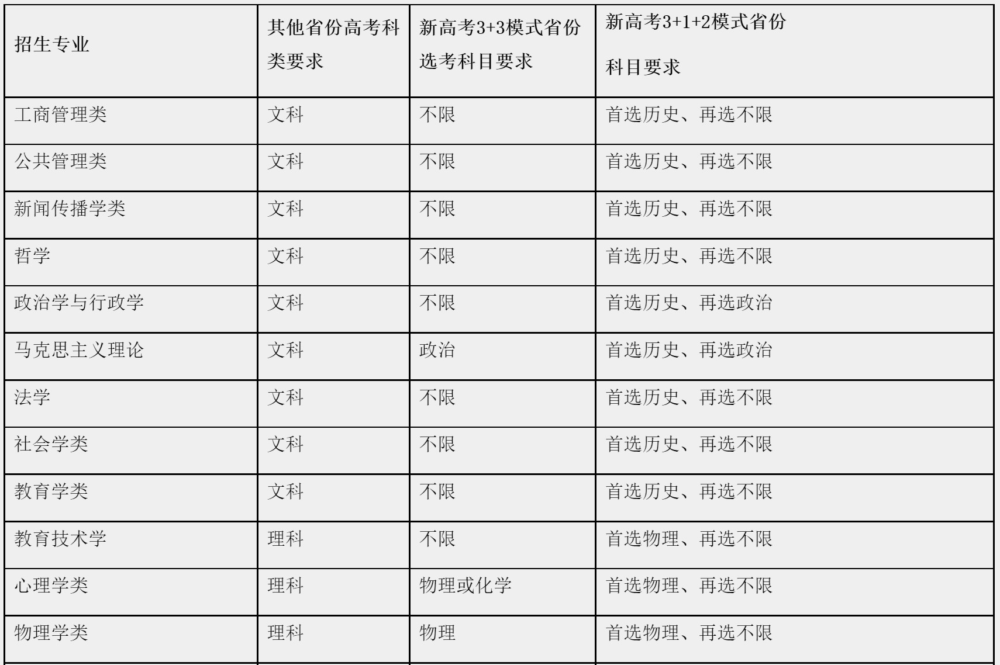 招生专业
其他省份高考科
类要求
新高考3+3模式省份
选考科目要求
新高考3+1+2模式省份
科目要求
工商管理类 文科 不限 首选历史、再选不限
公共管理类 文科 不限 首选历史、再选不限
新闻传播学类 文科 不限 首选历史、再选不限
哲学 文科 不限 首选历史、再选不限
政治学与行政学 文科 不限 首选历史、再选政治
马克思主义理论 文科 政治 首选历史、再选政治
法学 文科 不限 首选历史、再选不限
社会学类 文科 不限 首选历史、再选不限
教育学类 文科 不限 首选历史、再选不限
教育技术学 理科 不限 首选物理、再选不限
心理学类 理科 物理或化学 首选物理、再选不限
物理学类 理科 物理 首选物理、再选不限